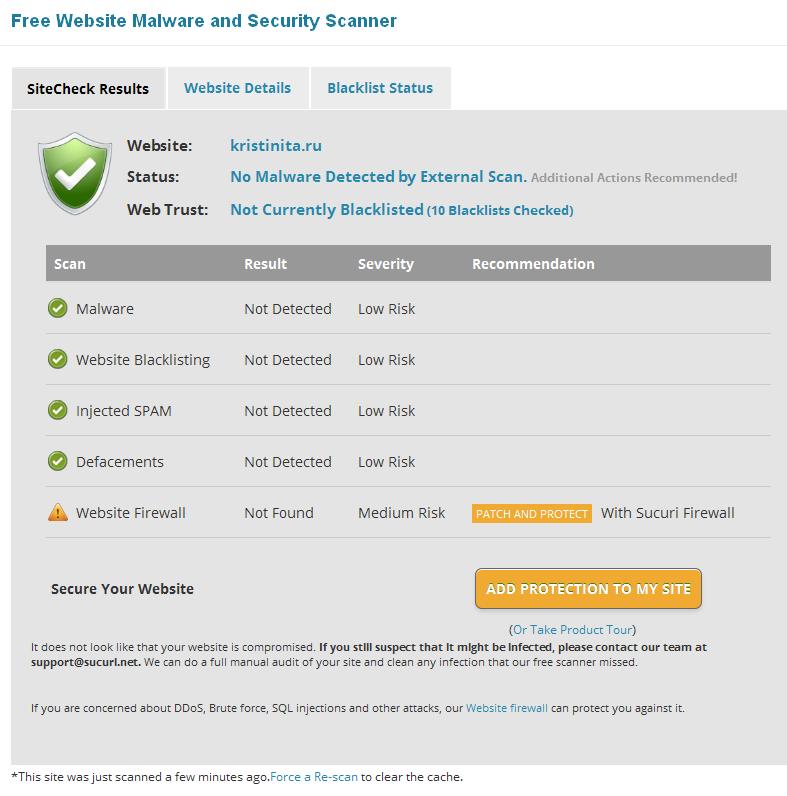 Free Website Malware and Security Scanner
SiteCheck Results Website Details Blacklist Status
Website: kristinita.ru
Status: No Malware Detected by External Scan. Additional Actions Recommended!
Web Trust: Not Currently Blacklisted (10 Blacklists Checked)
Scan Result Severity Recommendation
Malware Not Detected Low Risk
Website Blacklisting Not Detected Low Risk
Injected SPAM Not Detected Low Risk
Defacements Not Detected Low Risk
Website Firewall Not Found Medium Risk PATCH AND PROTECT With Sucuri Firewall
Secure Your Website ADD PROTECTION TO MY SITE
(Or Take Product Tour)
It does not look like that your website is compromised. If you still suspect that it might be infected, please contact our team at
support@sucuri.net. We can do a full manual audit of your site and clean any infection that our free scanner missed.
If you are concerned about DDoS, Brute force, SQL injections and other attacks, our Website firewall can protect you against it.
*This site was just scanned a few minutes ago.Force a Re-scan to clear the cache.